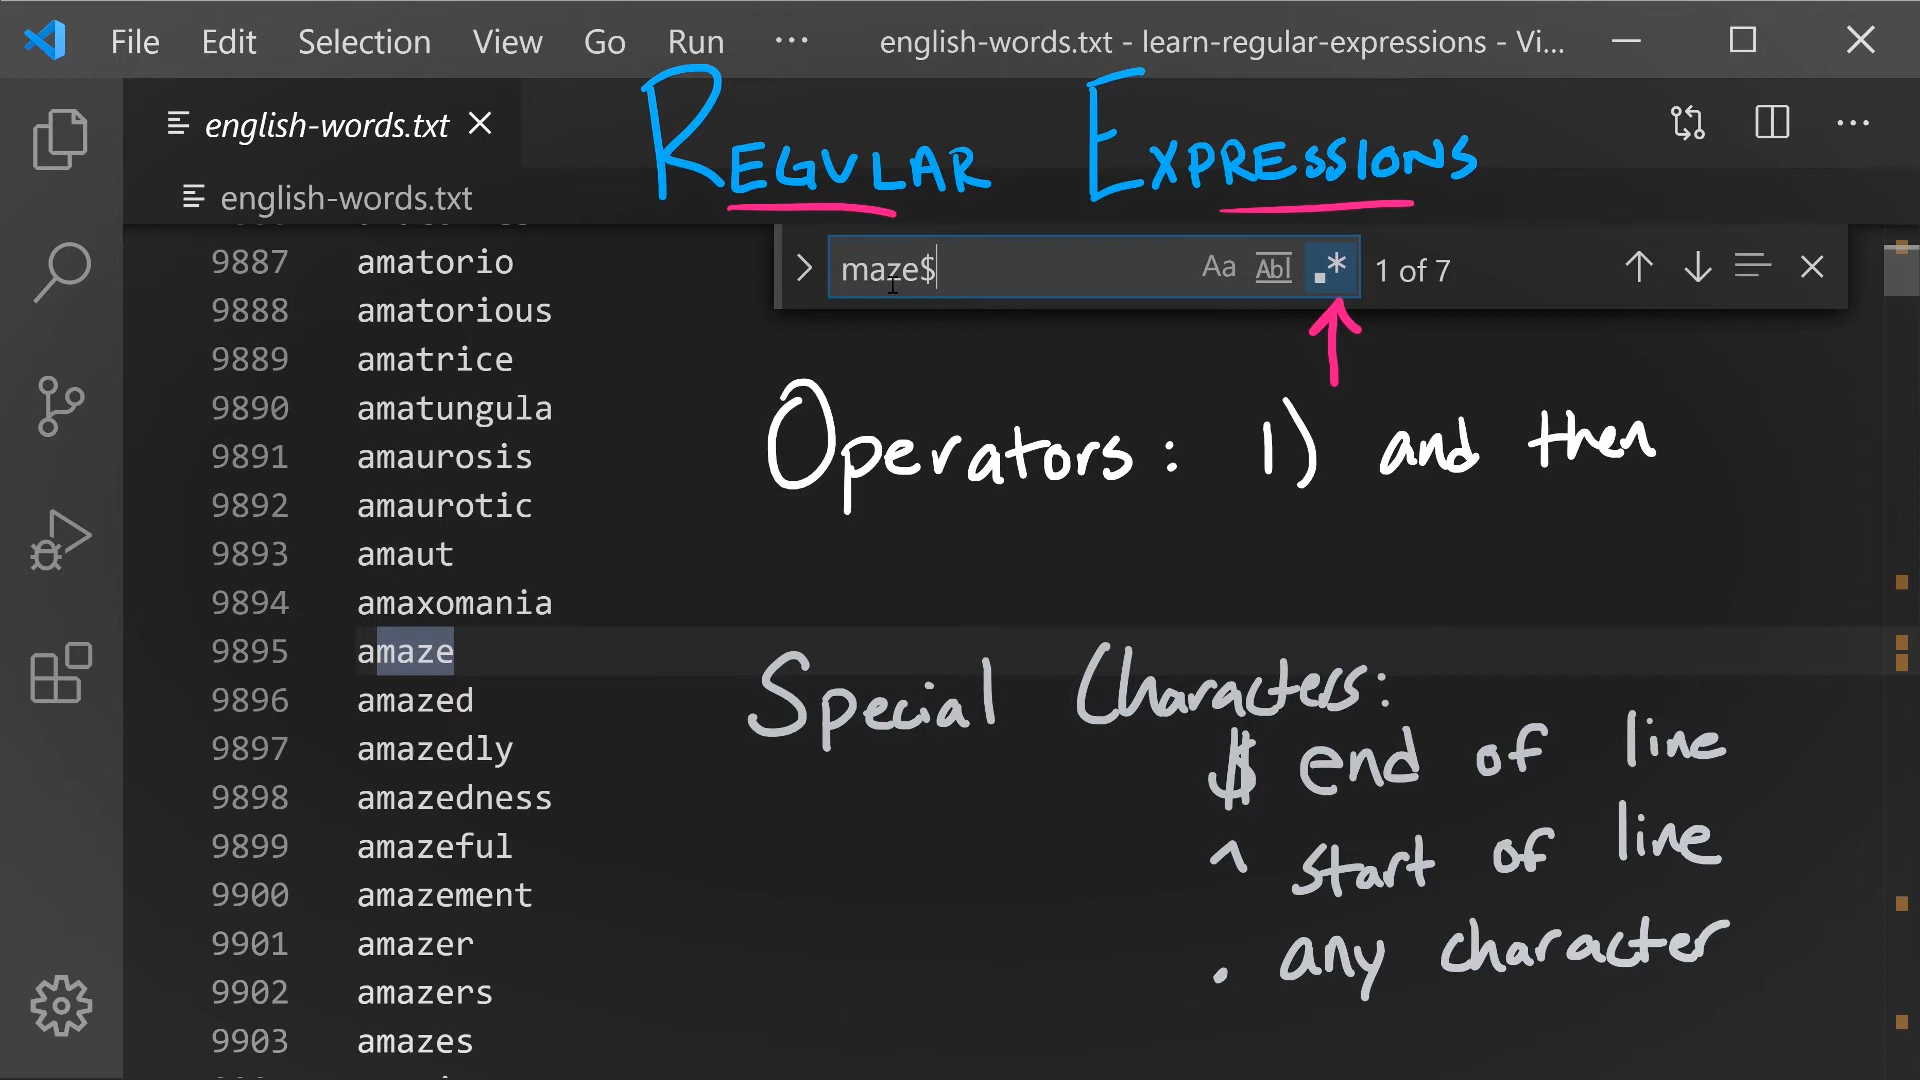 File Edit Selection View Go Run ... english-words.txt - learn-regular-expressions - Vi...
english-words.txt
REGULAR EXPRESSIONS
english-words.txt
maze$ Aa Abl .* 1 of 7
9887 amatorio
9888 amatorious
9889 amatrice
9890 amatungula
9891 amaurosis
9892 amaurotic
9893 amaut
9894 amaxomania
9895 amaze
9896 amazed
9897 amazedly
9898 amazedness
9899 amazeful
9900 amazement
9901 amazer
9902 amazers
9903 amazes
Operators: 1) and then
Special Characters:
$ end of line
^ start of line
. any character